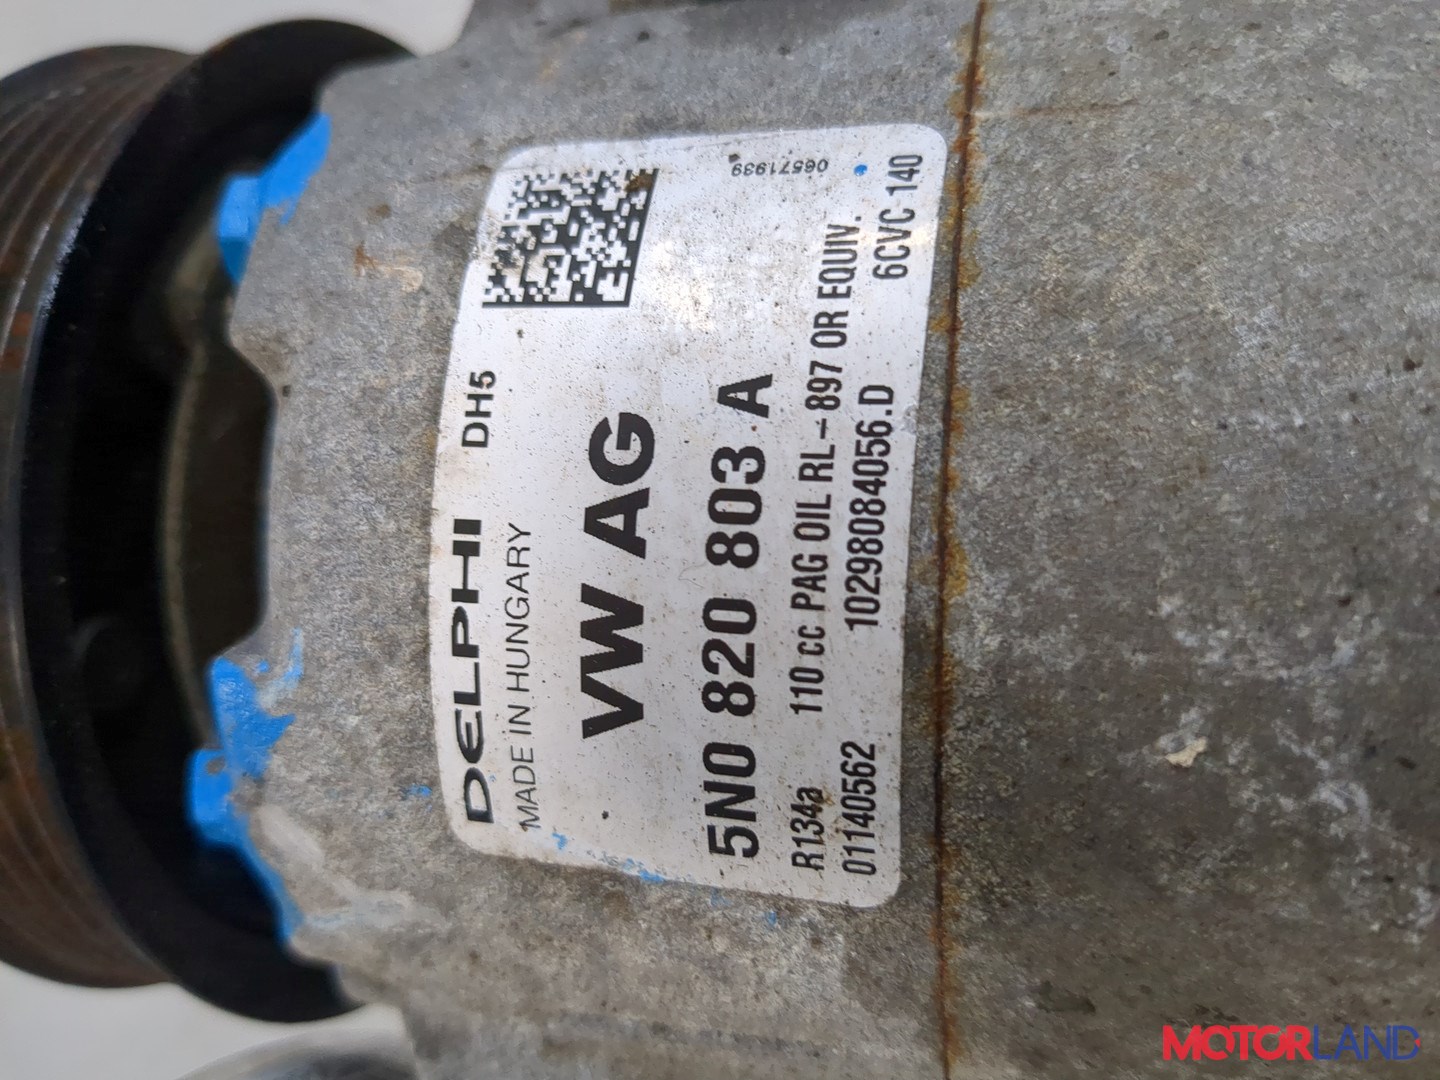 DELPHI DH5
MADE IN HUNGARY
VW AG
5N0 820 803 A
R134a 110 cc PAG OIL RL-897 OR EQUIV.
01140562 10298084056.D 6CVC 140
06571939
MOTORLAND